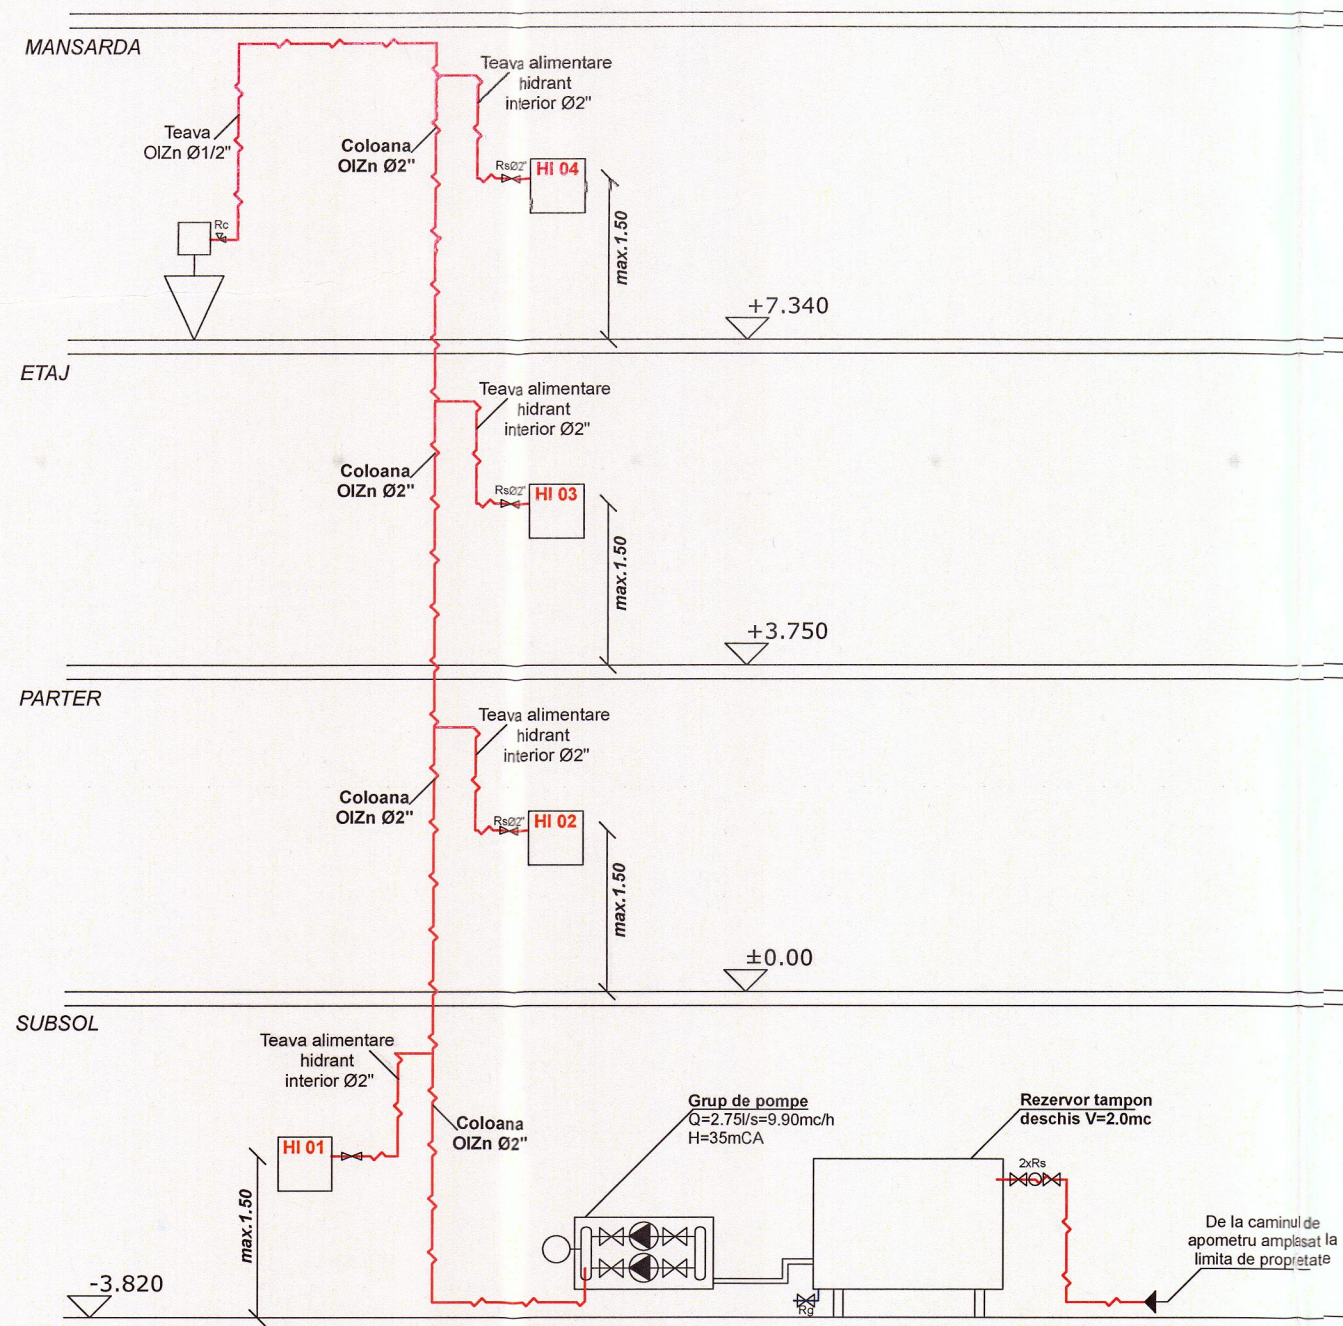 MANSARDA
Teava alimentare
hidrant
interior Ø2"
Teava
OlZn Ø1/2"
Coloana
OlZn Ø2"
RsØ2"
HI 04
max.1.50
Rc
+7.340
ETAJ
Teava alimentare
hidrant
interior Ø2"
Coloana
OlZn Ø2"
RsØ2"
HI 03
max.1.50
+3.750
PARTER
Teava alimentare
hidrant
interior Ø2"
Coloana
OlZn Ø2"
RsØ2"
HI 02
max.1.50
±0.00
SUBSOL
Teava alimentare
hidrant
interior Ø2"
Coloana
OlZn Ø2"
HI 01
max.1.50
-3.820
Grup de pompe
Q=2.75l/s=9.90mc/h
H=35mCA
Rezervor tampon
deschis V=2.0mc
2xRs
De la caminul de
apometru amplasat la
limita de proprietate
Rg